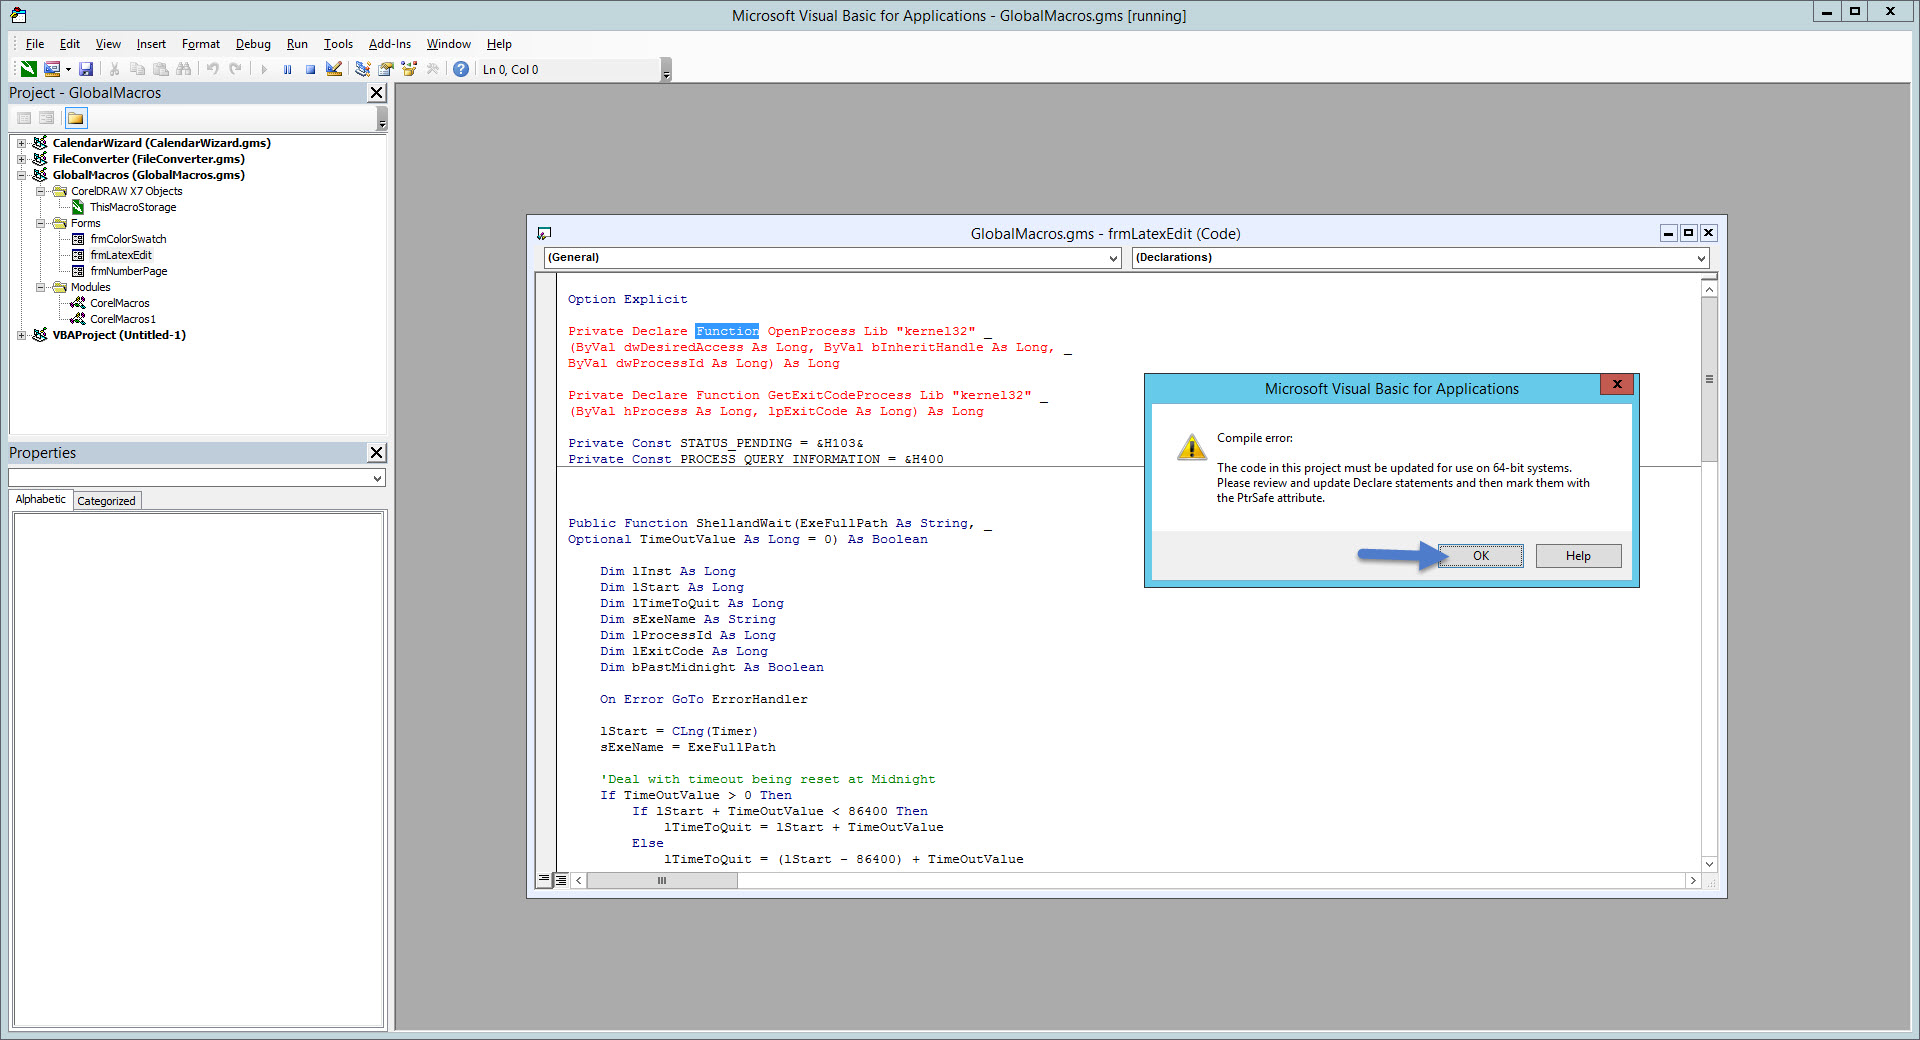 Microsoft Visual Basic for Applications - GlobalMacros.gms [running]
File Edit View Insert Format Debug Run Tools Add-Ins Window Help
Ln 0, Col 0
Project - GlobalMacros
CalendarWizard (CalendarWizard.gms)
FileConverter (FileConverter.gms)
GlobalMacros (GlobalMacros.gms)
CorelDRAW X7 Objects
ThisMacroStorage
Forms
frmColorSwatch
frmLatexEdit
frmNumberPage
Modules
CorelMacros
CorelMacros1
VBAProject (Untitled-1)
Properties
Alphabetic Categorized
GlobalMacros.gms - frmLatexEdit (Code)
(General) (Declarations)
Option Explicit
Private Declare Function OpenProcess Lib "kernel32" _
(ByVal dwDesiredAccess As Long, ByVal bInheritHandle As Long, _
ByVal dwProcessId As Long) As Long
Private Declare Function GetExitCodeProcess Lib "kernel32" _
(ByVal hProcess As Long, lpExitCode As Long) As Long
Private Const STATUS_PENDING = &H103&
Private Const PROCESS_QUERY_INFORMATION = &H400
Public Function ShellandWait(ExeFullPath As String, _
Optional TimeOutValue As Long = 0) As Boolean
Dim lInst As Long
Dim lStart As Long
Dim lTimeToQuit As Long
Dim sExeName As String
Dim lProcessId As Long
Dim lExitCode As Long
Dim bPastMidnight As Boolean
On Error GoTo ErrorHandler
lStart = CLng(Timer)
sExeName = ExeFullPath
'Deal with timeout being reset at Midnight
If TimeOutValue > 0 Then
If lStart + TimeOutValue < 86400 Then
lTimeToQuit = lStart + TimeOutValue
Else
lTimeToQuit = (lStart - 86400) + TimeOutValue
Microsoft Visual Basic for Applications
Compile error:
The code in this project must be updated for use on 64-bit systems.
Please review and update Declare statements and then mark them with
the PtrSafe attribute.
OK Help